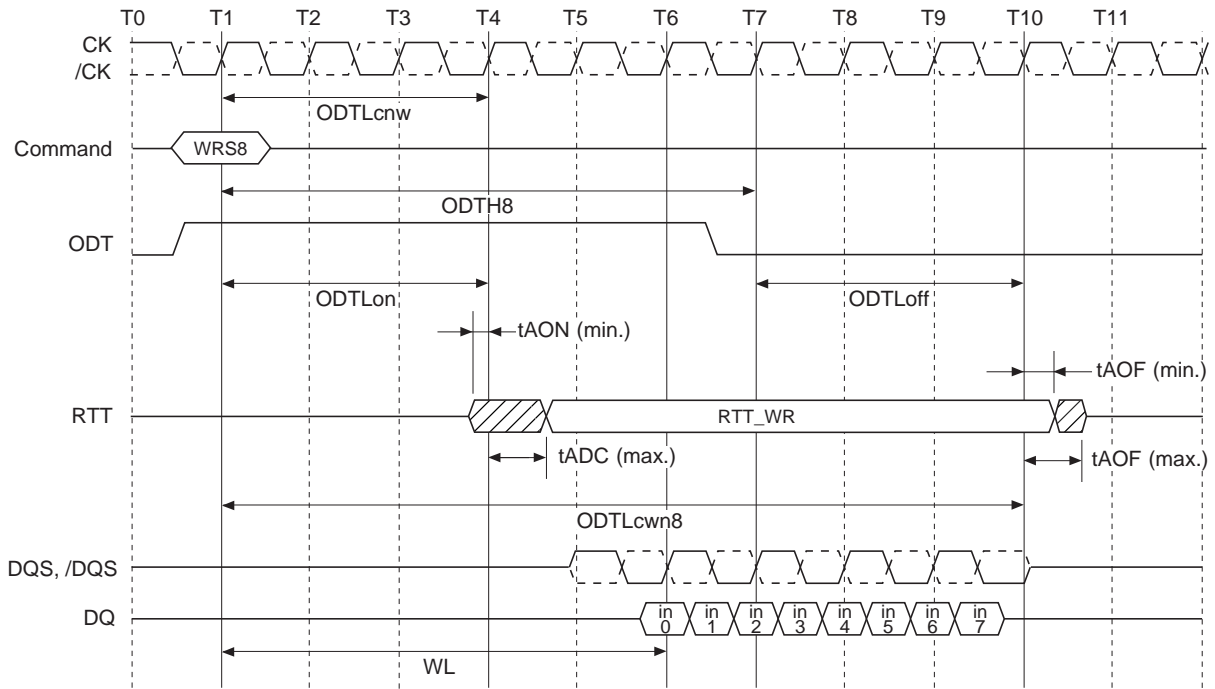 T0 T1 T2 T3 T4 T5 T6 T7 T8 T9 T10 T11
CK
/CK
ODTLcnw
Command
WRS8
ODTH8
ODT
ODTLon
ODTLoff
tAON (min.)
tAOF (min.)
RTT
RTT_WR
tADC (max.)
tAOF (max.)
ODTLcwn8
DQS, /DQS
DQ
in 0
in 1
in 2
in 3
in 4
in 5
in 6
in 7
WL